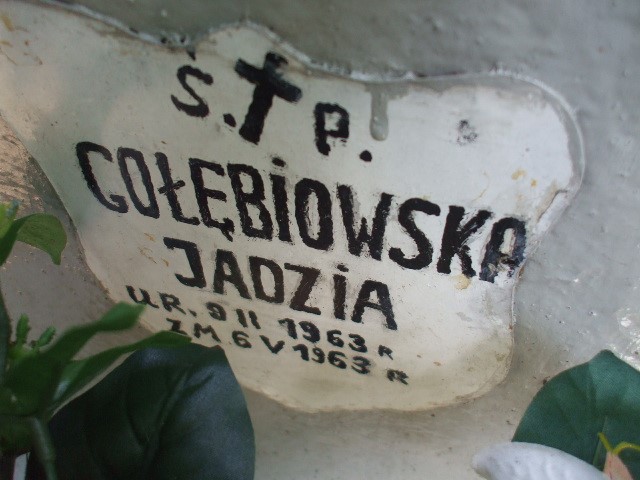 Ś. † P.
GOŁĘBiOWSKA
JADZiA
UR. 9 II 1963 R
ZM 6 V 1963 R